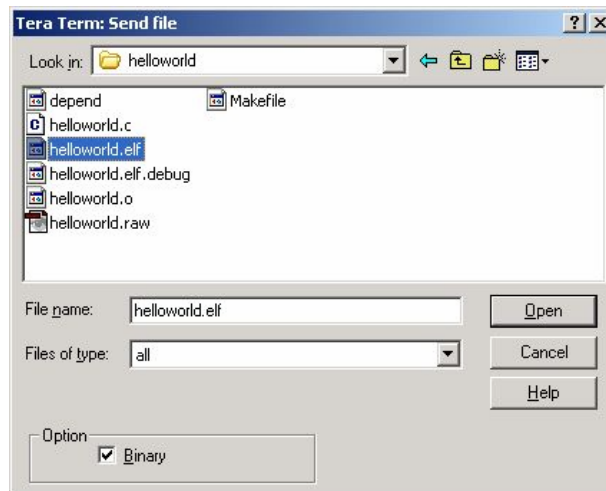 Tera Term: Send file
Look in: helloworld
depend Makefile
helloworld.c
helloworld.elf
helloworld.elf.debug
helloworld.o
helloworld.raw
File name: helloworld.elf Open
Files of type: all Cancel
Help
Option
Binary